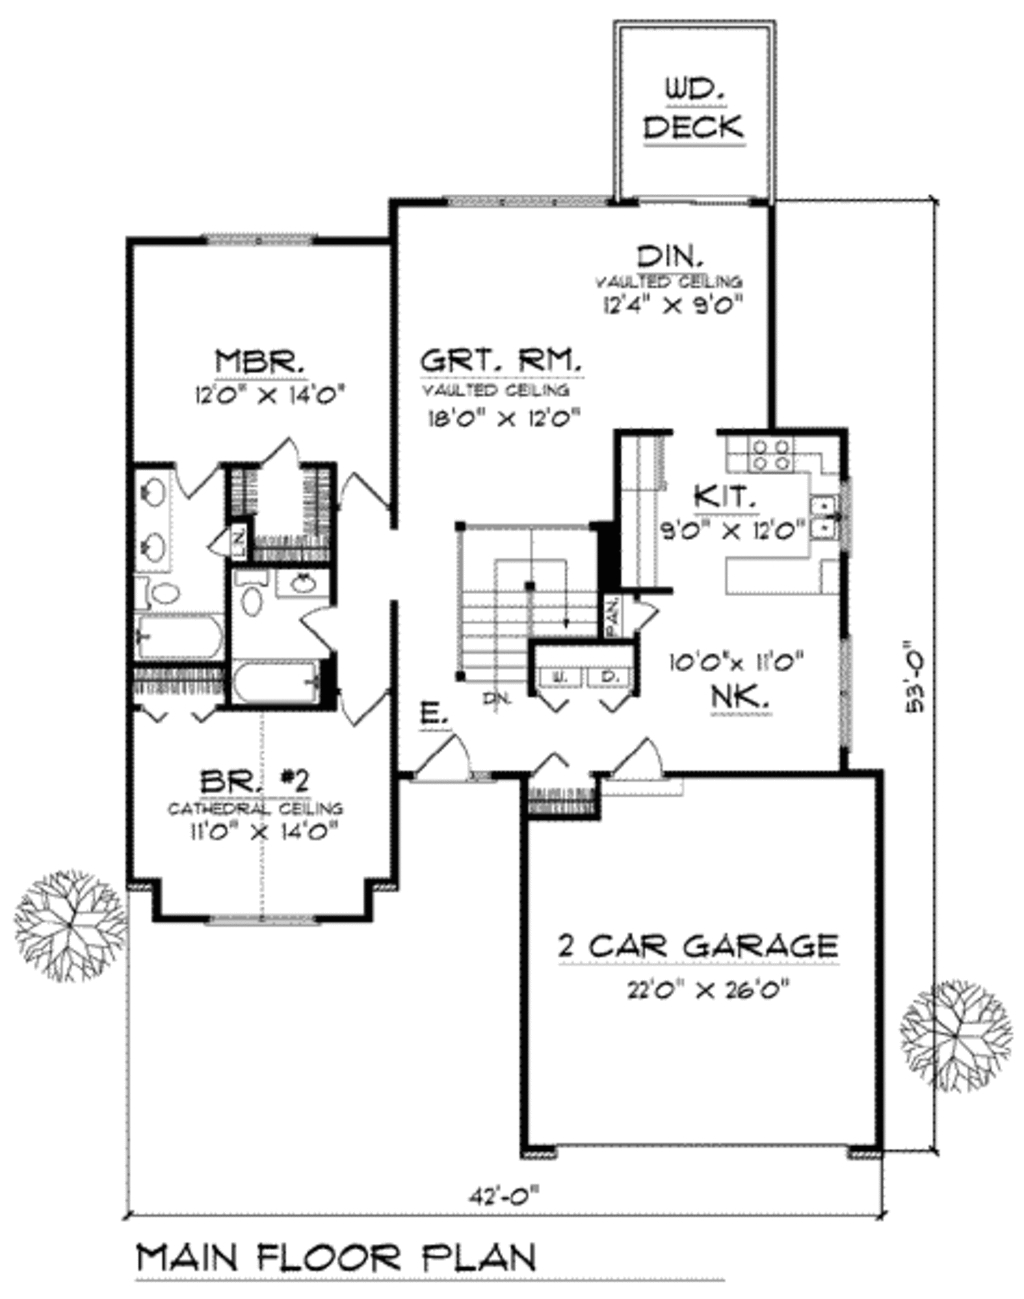 WD.
DECK
DIN.
VAULTED CEILING
12'4" X 9'0"
MBR.
12'0" X 14'0"
GRT. RM.
VAULTED CEILING
18'0" X 12'0"
KIT.
9'0" X 12'0"
LN.
PAN.
10'0"x 11'0"
NK.
W.
D.
DN.
E.
53'-0"
BR. #2
CATHEDRAL CEILING
11'0" X 14'0"
2 CAR GARAGE
22'0" X 26'0"
42'-0"
MAIN FLOOR PLAN